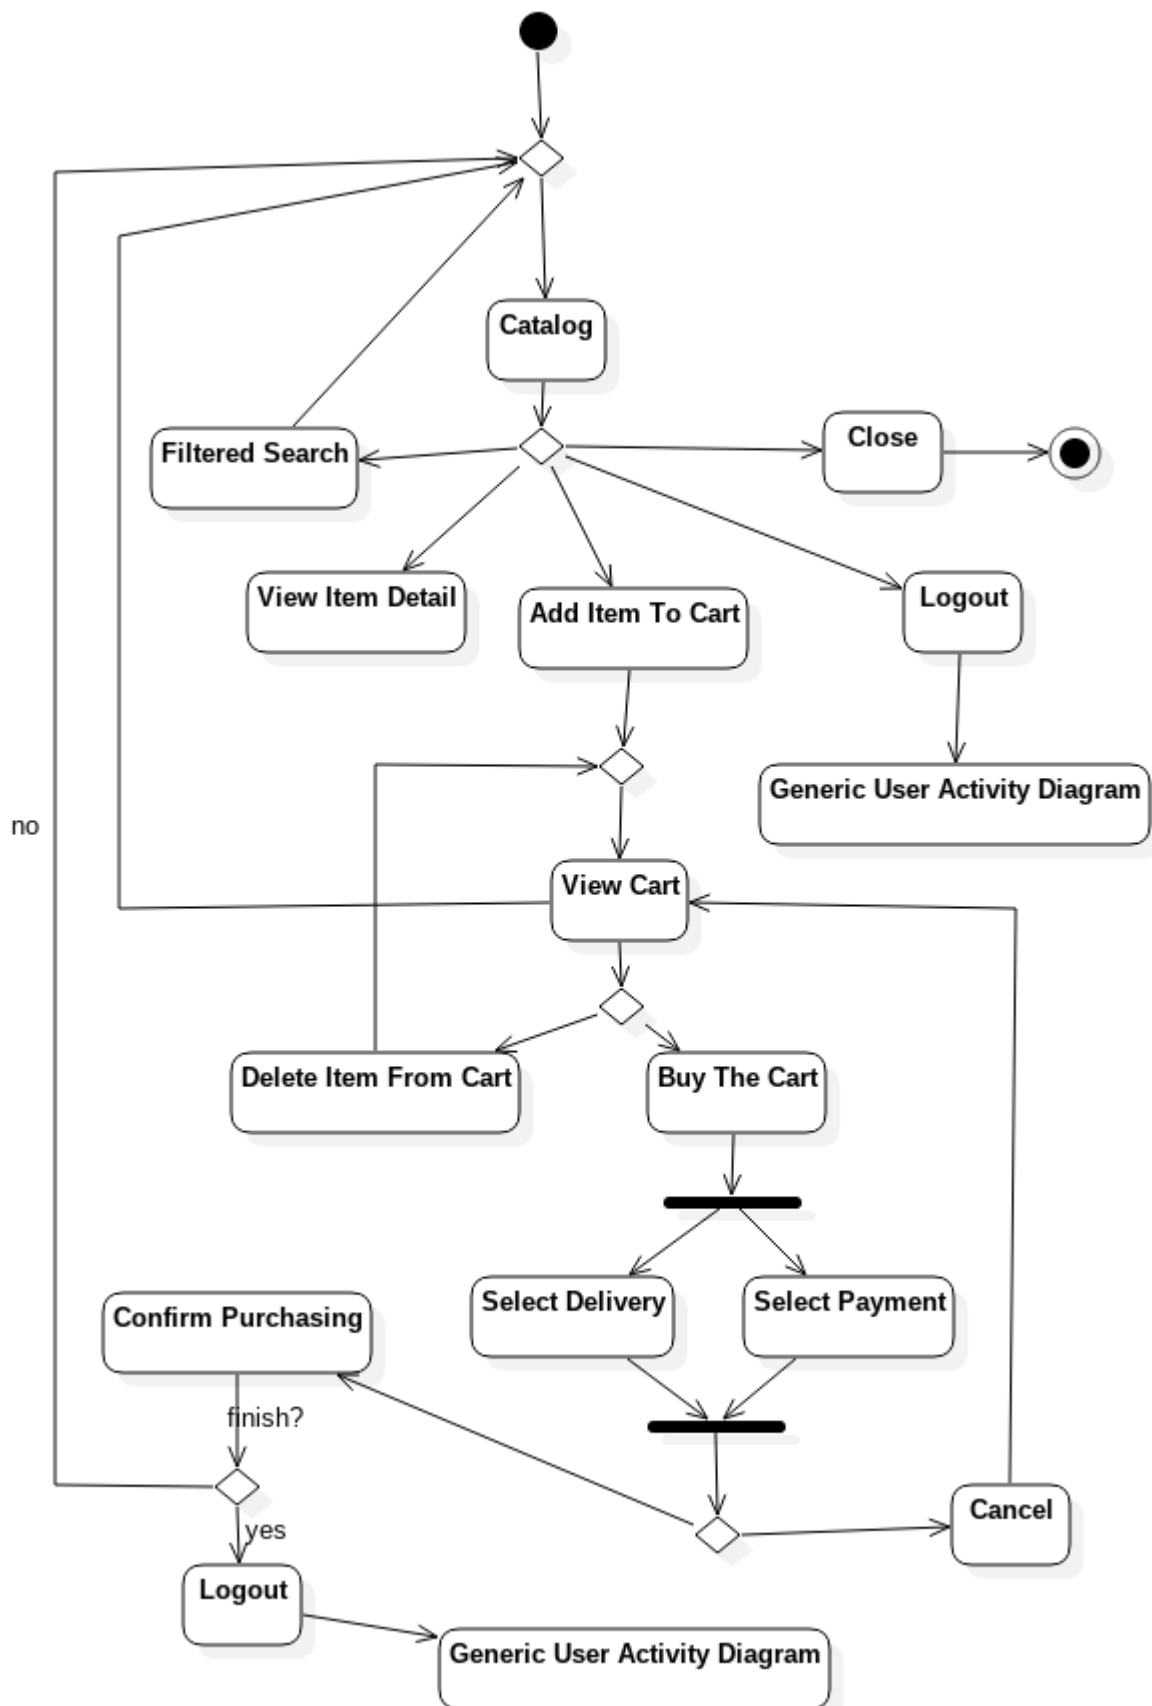 Catalog
Filtered Search
Close
View Item Detail
Add Item To Cart
Logout
Generic User Activity Diagram
no
View Cart
Delete Item From Cart
Buy The Cart
Select Delivery
Select Payment
Confirm Purchasing
finish?
Cancel
yes
Logout
Generic User Activity Diagram